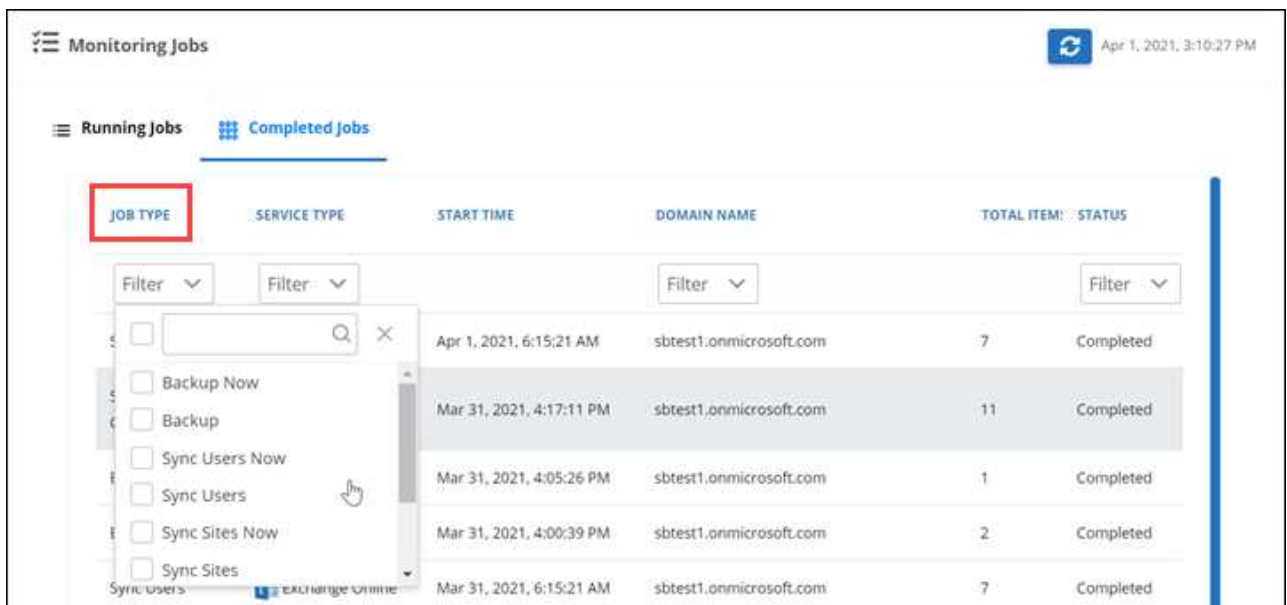 Monitoring Jobs
Apr 1, 2021, 3:10:27 PM
Running Jobs Completed Jobs
JOB TYPE SERVICE TYPE START TIME DOMAIN NAME TOTAL ITEM: STATUS
Filter Filter Filter Filter
Apr 1, 2021, 6:15:21 AM sbtest1.onmicrosoft.com 7 Completed
Backup Now
Mar 31, 2021, 4:17:11 PM sbtest1.onmicrosoft.com 11 Completed
Backup
Sync Users Now
Mar 31, 2021, 4:05:26 PM sbtest1.onmicrosoft.com 1 Completed
Sync Users
Sync Sites Now Mar 31, 2021, 4:00:39 PM sbtest1.onmicrosoft.com 2 Completed
Sync Sites
Sync Users Exchange Online Mar 31, 2021, 6:15:21 AM sbtest1.onmicrosoft.com 7 Completed